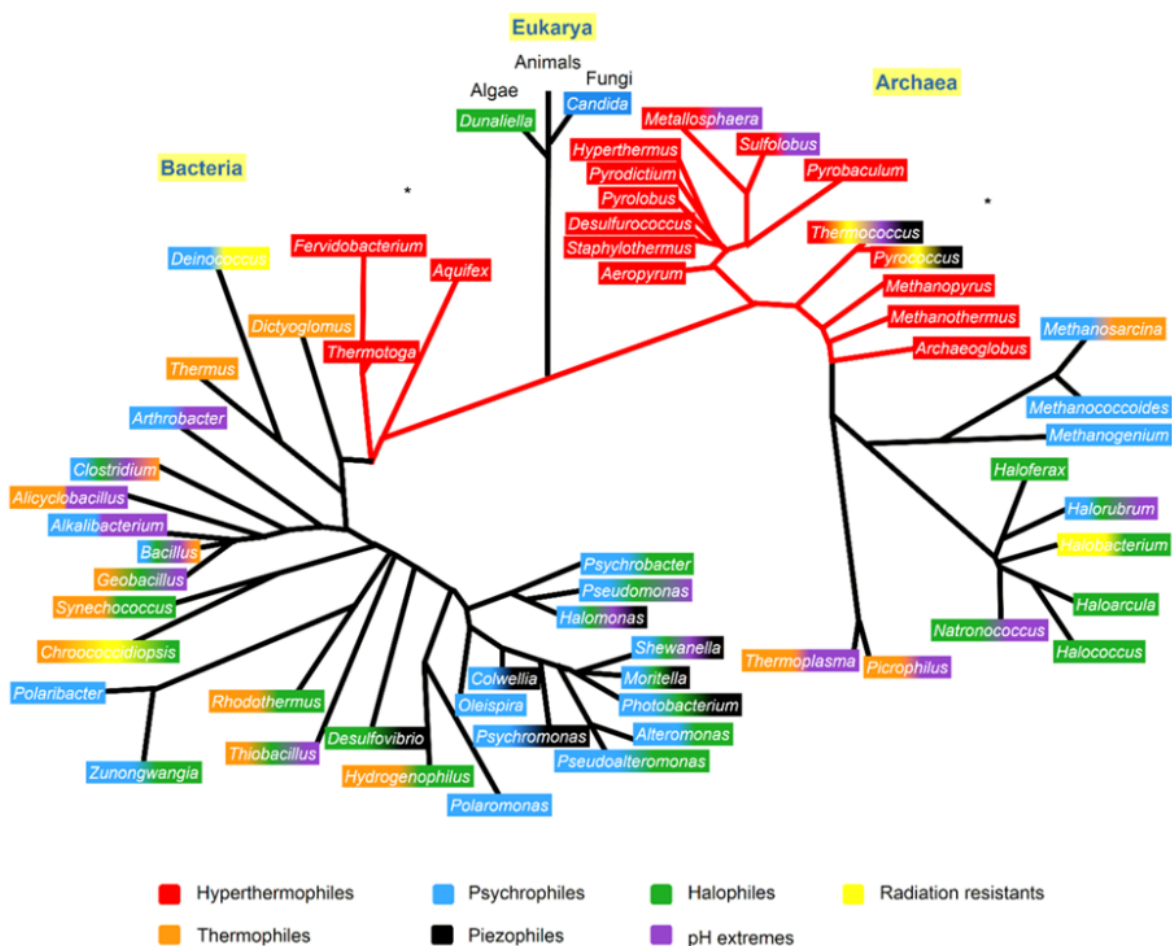 Eukarya
Animals
Algae
Fungi
Dunaliella
Candida
Archaea
Metallosphaera
Sulfolobus
Pyrobaculum
Hyperthermus
Pyrodictium
Pyrolobus
Desulfurococcus
Staphylothermus
Aeropyrum
*
Thermococcus
Pyrococcus
Methanopyrus
Methanothermus
Archaeoglobus
Methanosarcina
Methanococcoides
Methanogenium
Haloferax
Halorubrum
Halobacterium
Haloarcula
Halococcus
Natronococcus
Picrophilus
Thermoplasma
Bacteria
*
Fervidobacterium
Aquifex
Thermotoga
Deinococcus
Dictyoglomus
Thermus
Arthrobacter
Clostridium
Alicyclobacillus
Alkalibacterium
Bacillus
Geobacillus
Synechococcus
Chroococcidiopsis
Polaribacter
Zunongwangia
Rhodothermus
Thiobacillus
Desulfovibrio
Hydrogenophilus
Polaromonas
Oleispira
Colwellia
Psychromonas
Pseudoalteromonas
Alteromonas
Photobacterium
Moritella
Shewanella
Halomonas
Pseudomonas
Psychrobacter
Hyperthermophiles
Psychrophiles
Halophiles
Radiation resistants
Thermophiles
Piezophiles
pH extremes